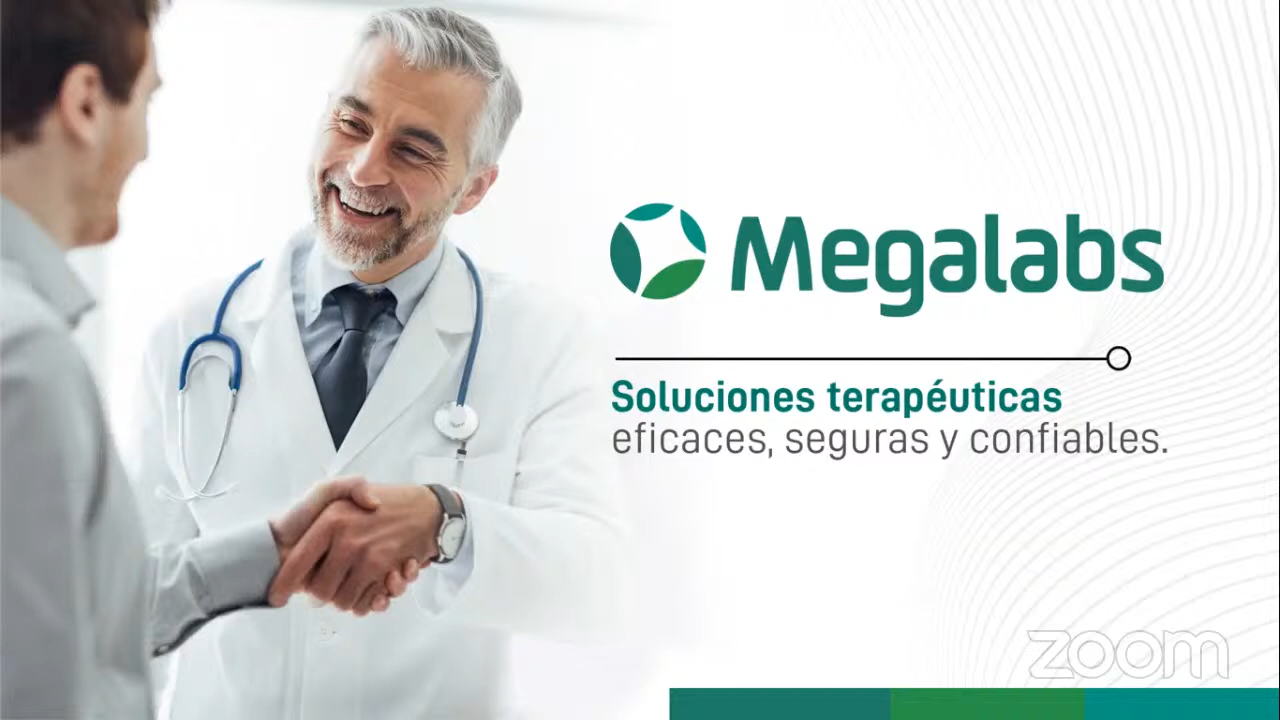 Megalabs
Soluciones terapéuticas
eficaces, seguras y confiables.
zoom